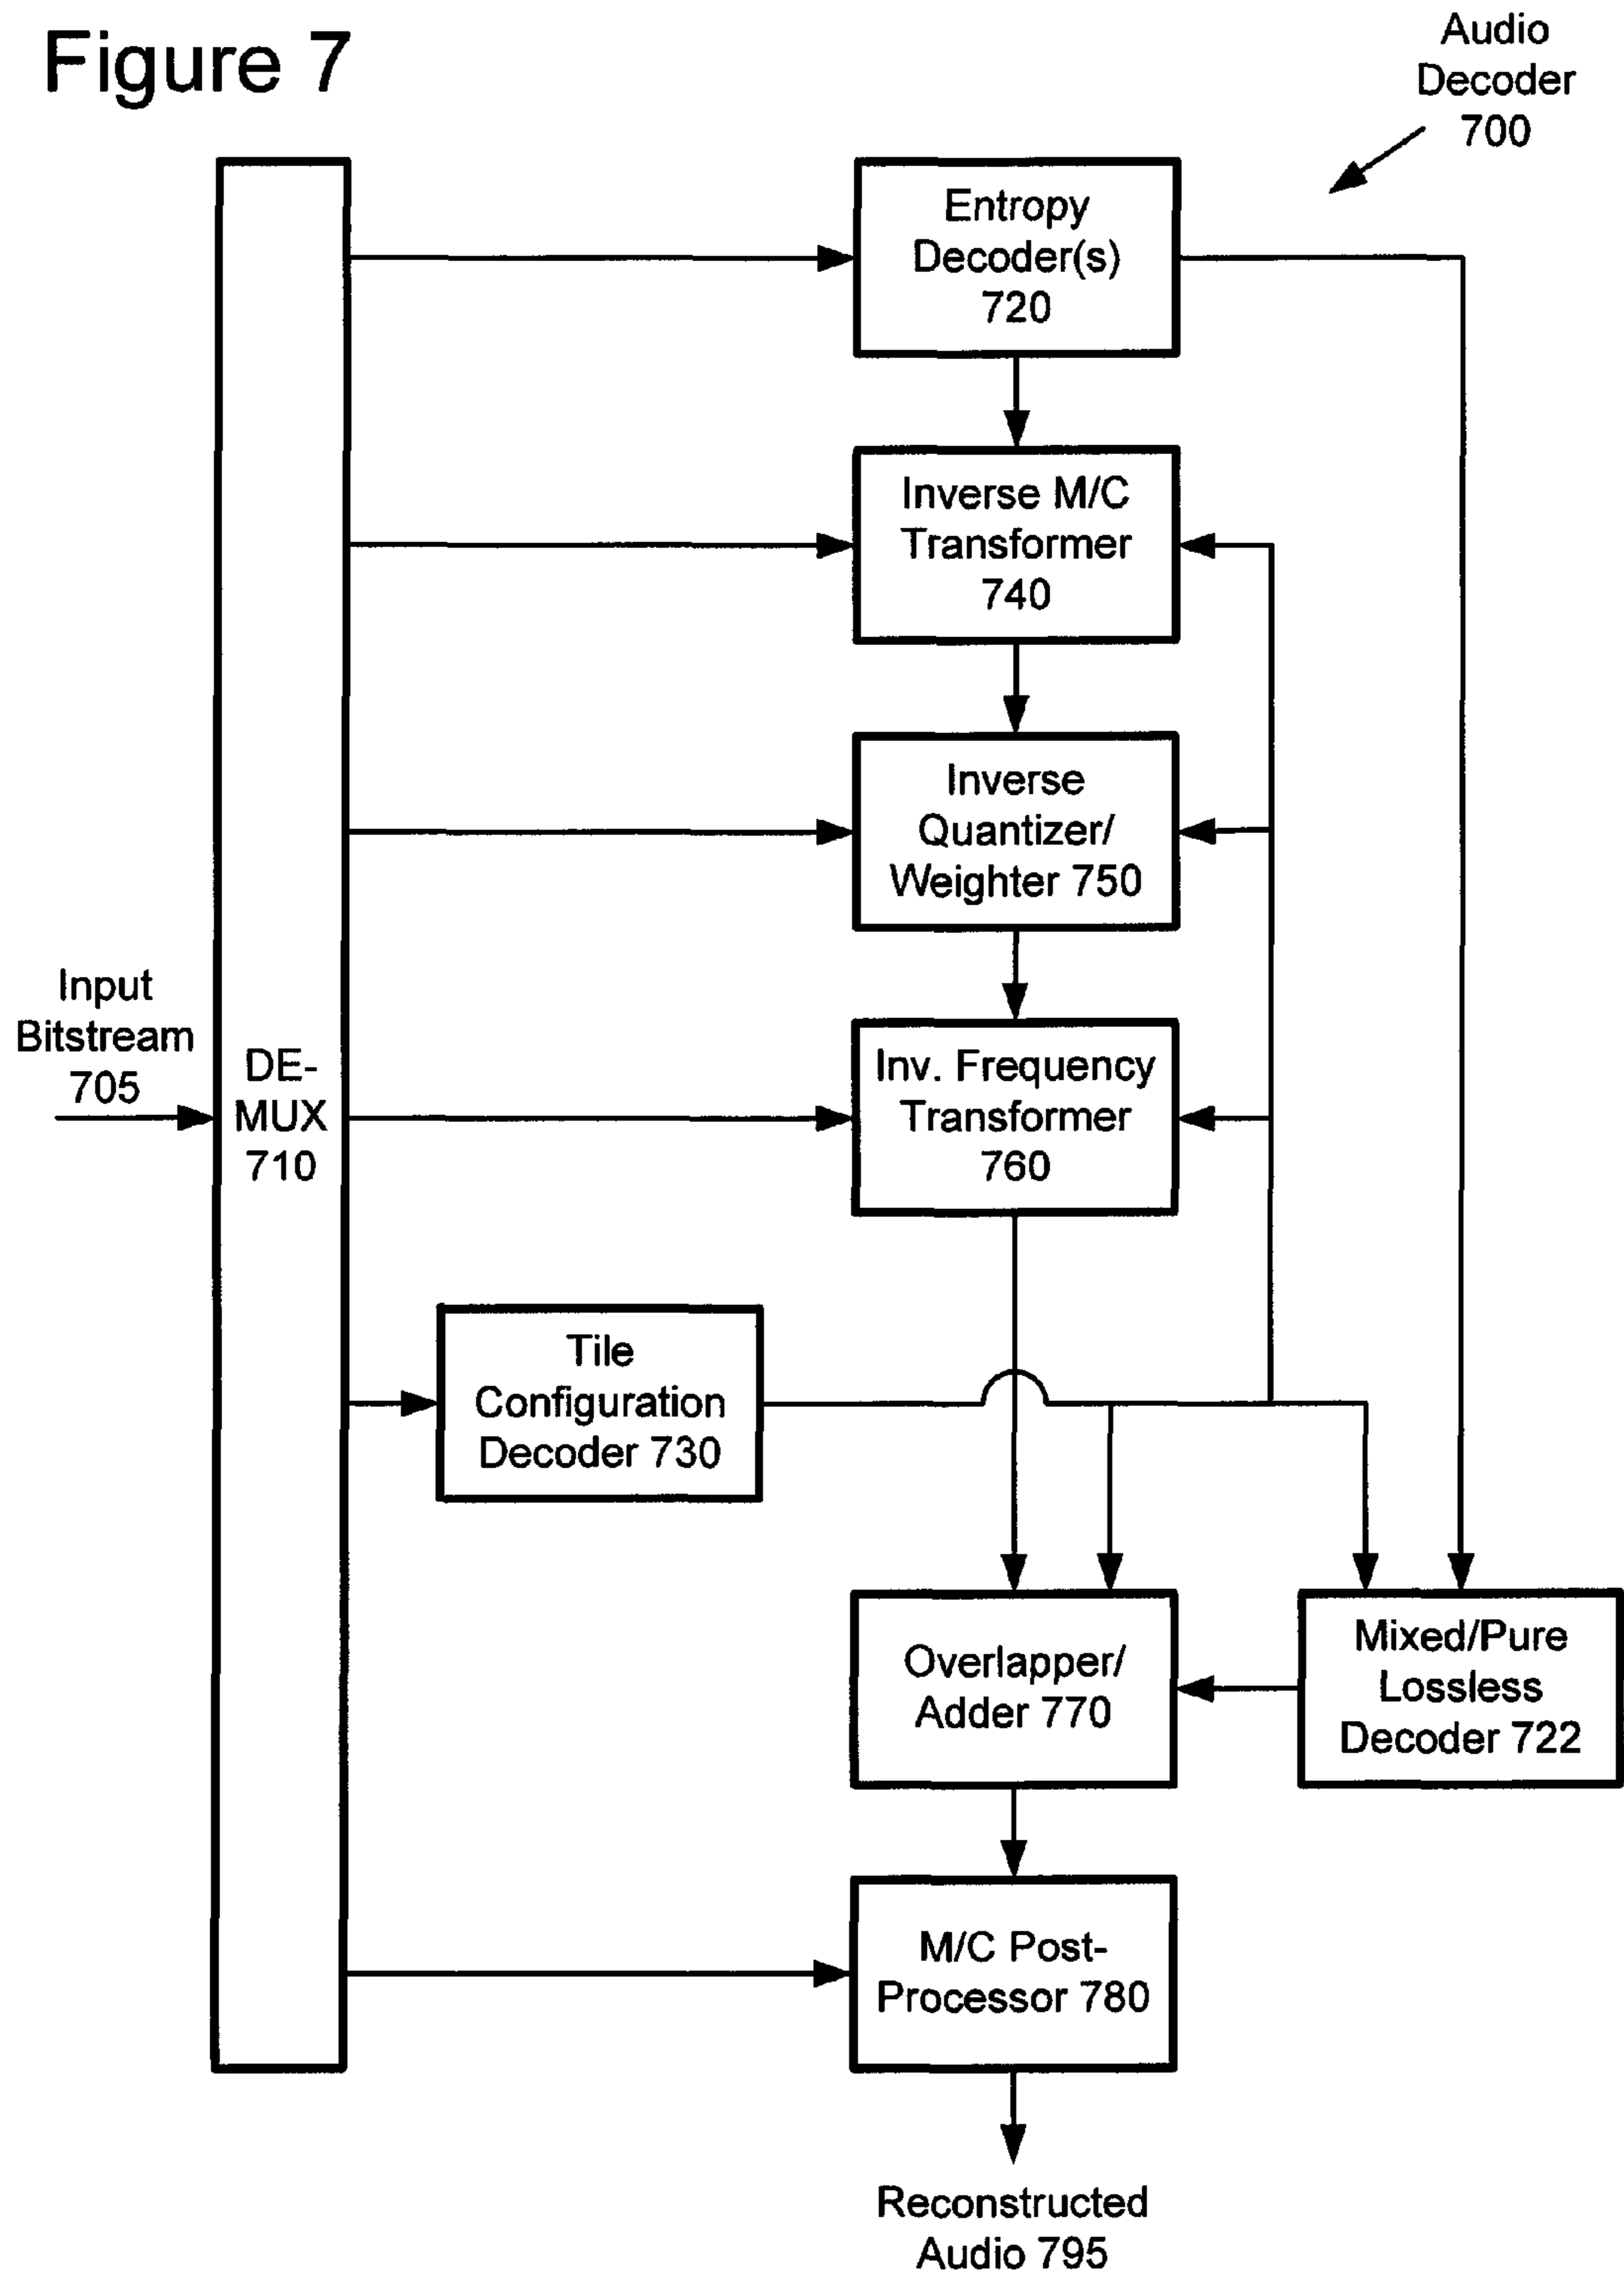 Figure 7
Audio
Decoder
700
Entropy
Decoder(s)
720
Inverse M/C
Transformer
740
Inverse
Quantizer/
Weighter 750
Input
Bitstream
705
DE-
MUX
710
Inv. Frequency
Transformer
760
Tile
Configuration
Decoder 730
Overlapper/
Adder 770
Mixed/Pure
Lossless
Decoder 722
M/C Post-
Processor 780
Reconstructed
Audio 795